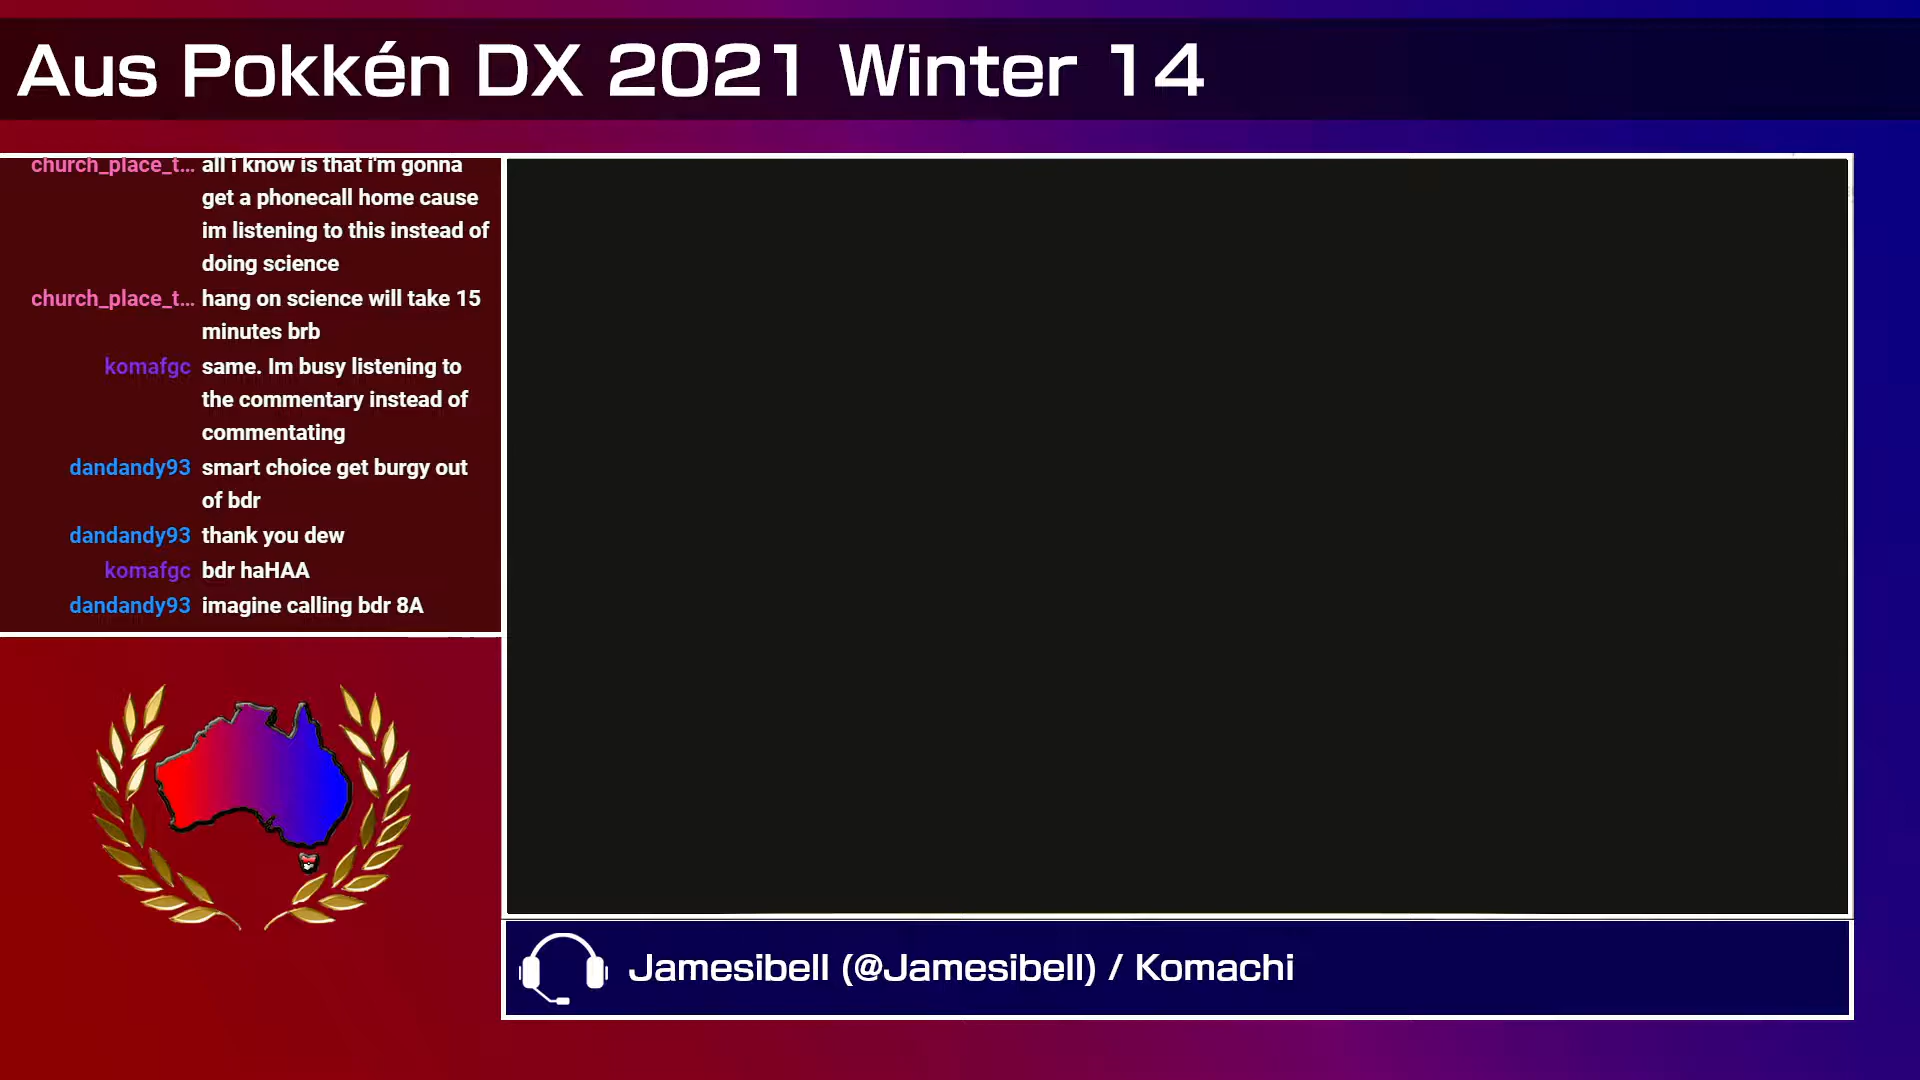 Aus Pokkén DX 2021 Winter 14
church_place_t... all i know is that i'm gonna
get a phonecall home cause
im listening to this instead of
doing science
church_place_t... hang on science will take 15
minutes brb
komafgc same. Im busy listening to
the commentary instead of
commentating
dandandy93 smart choice get burgy out
of bdr
dandandy93 thank you dew
komafgc bdr haHAA
dandandy93 imagine calling bdr 8A
Jamesibell (@Jamesibell) / Komachi